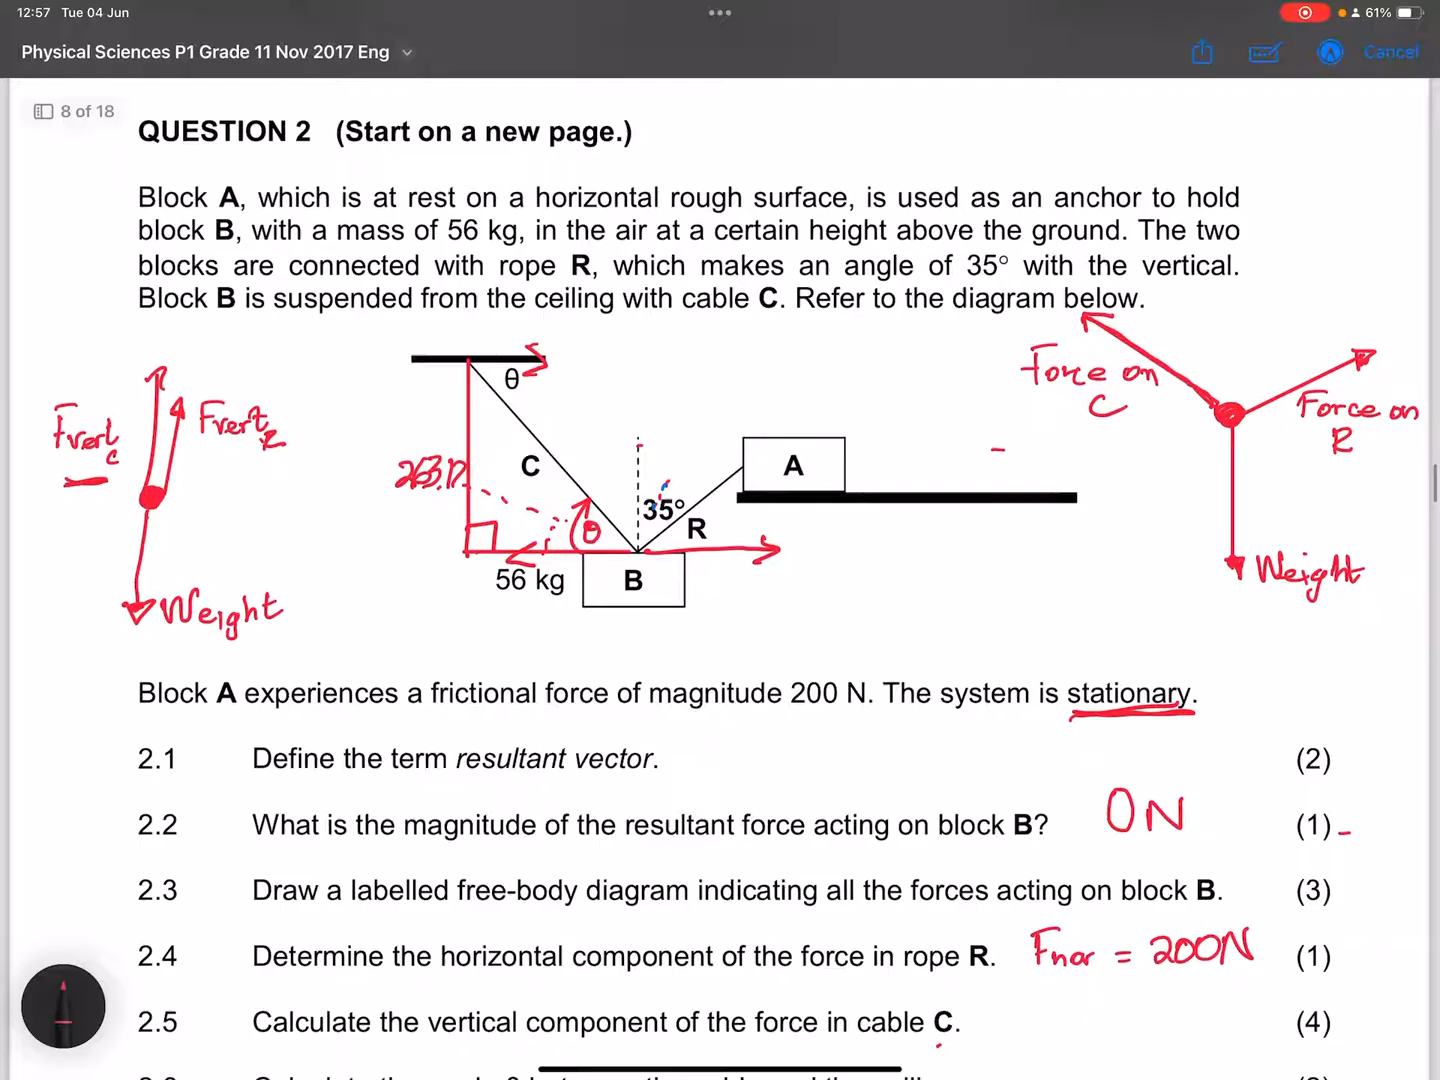 12:57 Tue 04 Jun
61%
Physical Sciences P1 Grade 11 Nov 2017 Eng
Cancel
8 of 18
QUESTION 2 (Start on a new page.)
Block A, which is at rest on a horizontal rough surface, is used as an anchor to hold
block B, with a mass of 56 kg, in the air at a certain height above the ground. The two
blocks are connected with rope R, which makes an angle of 35° with the vertical.
Block B is suspended from the ceiling with cable C. Refer to the diagram below.
Fvert C
Fvert R
Weight
θ
C
θ
35°
R
A
56 kg
B
Force on
C
Force on
R
Weight
Block A experiences a frictional force of magnitude 200 N. The system is stationary.
2.1 Define the term resultant vector. (2)
2.2 What is the magnitude of the resultant force acting on block B? 0N (1)
2.3 Draw a labelled free-body diagram indicating all the forces acting on block B. (3)
2.4 Determine the horizontal component of the force in rope R. Fhor = 200N (1)
2.5 Calculate the vertical component of the force in cable C. (4)